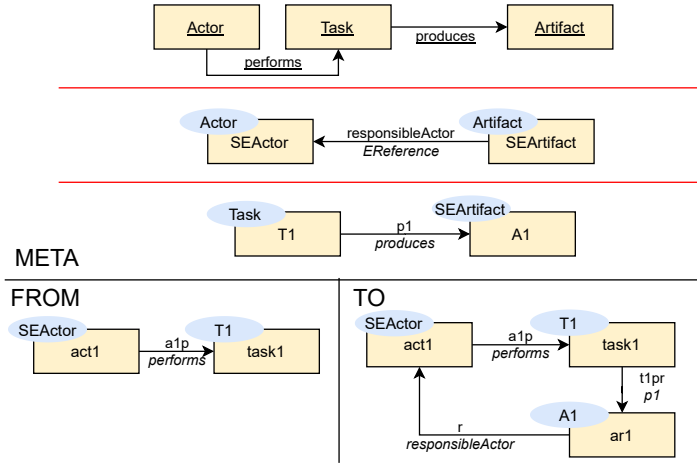 Actor
Task
Artifact
produces
performs
Actor
SEActor
responsibleActor
EReference
Artifact
SEArtifact
Task
T1
p1
produces
SEArtifact
A1
META
FROM
SEActor
act1
a1p
performs
T1
task1
TO
SEActor
act1
a1p
performs
T1
task1
t1pr
p1
A1
ar1
r
responsibleActor